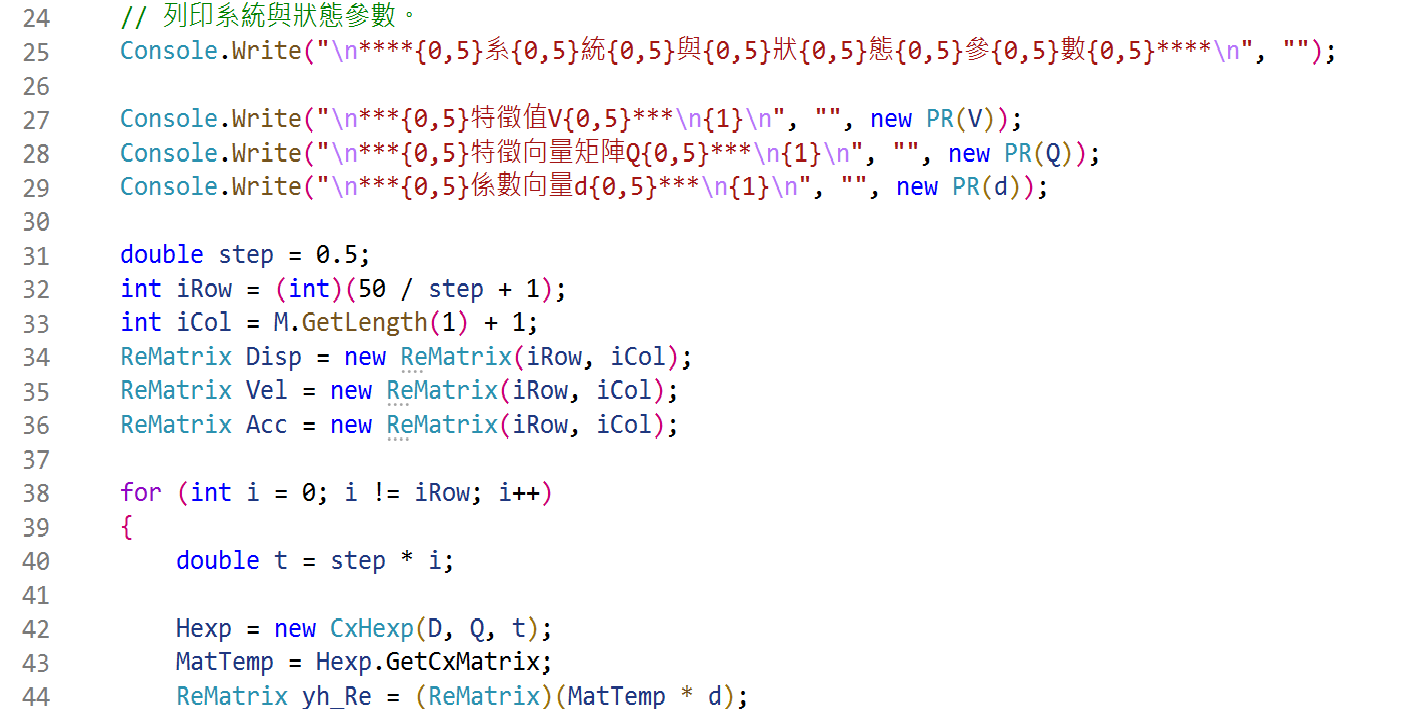 24 // 列印系統與狀態參數。
25 Console.Write("\n****{0,5}系{0,5}統{0,5}與{0,5}狀{0,5}態{0,5}參{0,5}數{0,5}****\n", "");
26
27 Console.Write("\n***{0,5}特徵值V{0,5}***\n{1}\n", "", new PR(V));
28 Console.Write("\n***{0,5}特徵向量矩陣Q{0,5}***\n{1}\n", "", new PR(Q));
29 Console.Write("\n***{0,5}係數向量d{0,5}***\n{1}\n", "", new PR(d));
30
31 double step = 0.5;
32 int iRow = (int)(50 / step + 1);
33 int iCol = M.GetLength(1) + 1;
34 ReMatrix Disp = new ReMatrix(iRow, iCol);
35 ReMatrix Vel = new ReMatrix(iRow, iCol);
36 ReMatrix Acc = new ReMatrix(iRow, iCol);
37
38 for (int i = 0; i != iRow; i++)
39 {
40 double t = step * i;
41
42 Hexp = new CxHexp(D, Q, t);
43 MatTemp = Hexp.GetCxMatrix;
44 ReMatrix yh_Re = (ReMatrix)(MatTemp * d);